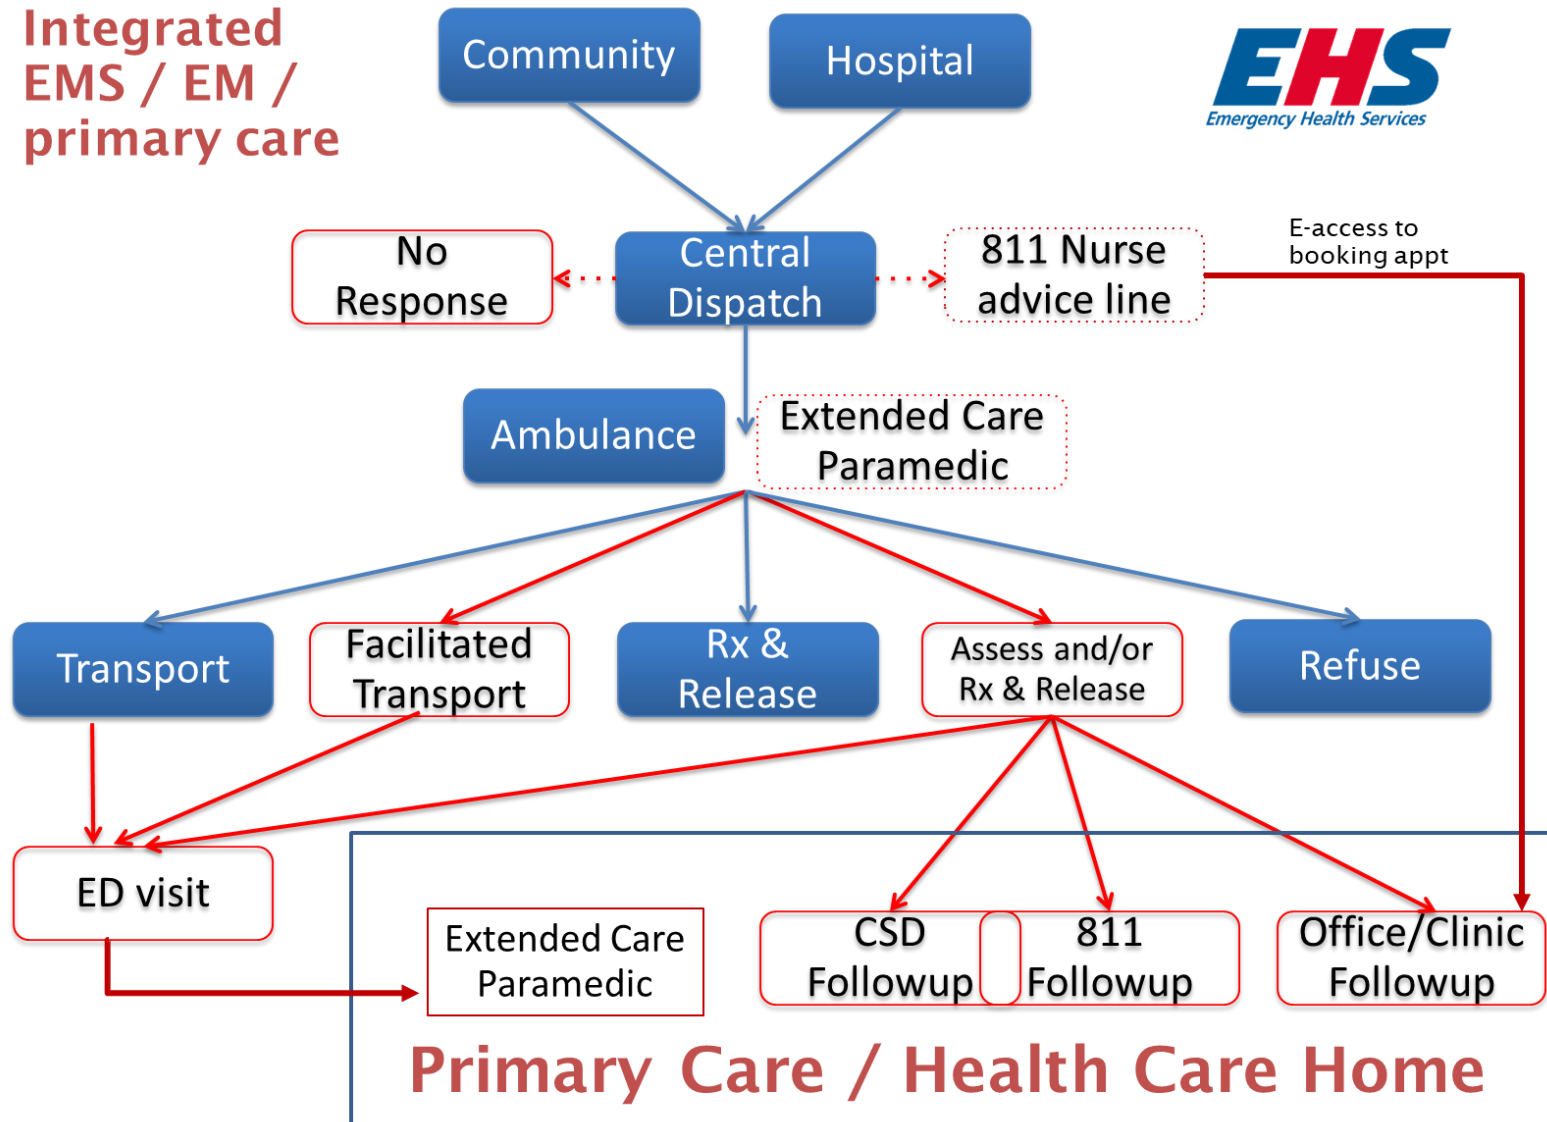 Integrated
EMS / EM /
primary care
Community
Hospital
EHS
Emergency Health Services
No
Response
Central
Dispatch
811 Nurse
advice line
E-access to
booking appt
Ambulance
Extended Care
Paramedic
Transport
Facilitated
Transport
Rx &
Release
Assess and/or
Rx & Release
Refuse
ED visit
Extended Care
Paramedic
CSD
Followup
811
Followup
Office/Clinic
Followup
Primary Care / Health Care Home